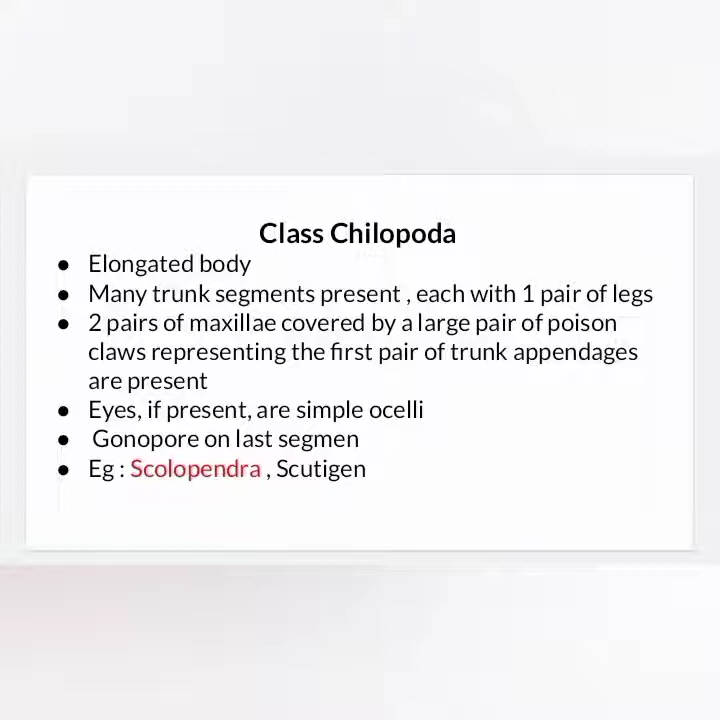 Class Chilopoda
● Elongated body
● Many trunk segments present , each with 1 pair of legs
● 2 pairs of maxillae covered by a large pair of poison
claws representing the first pair of trunk appendages
are present
● Eyes, if present, are simple ocelli
● Gonopore on last segmen
● Eg : Scolopendra , Scutigen